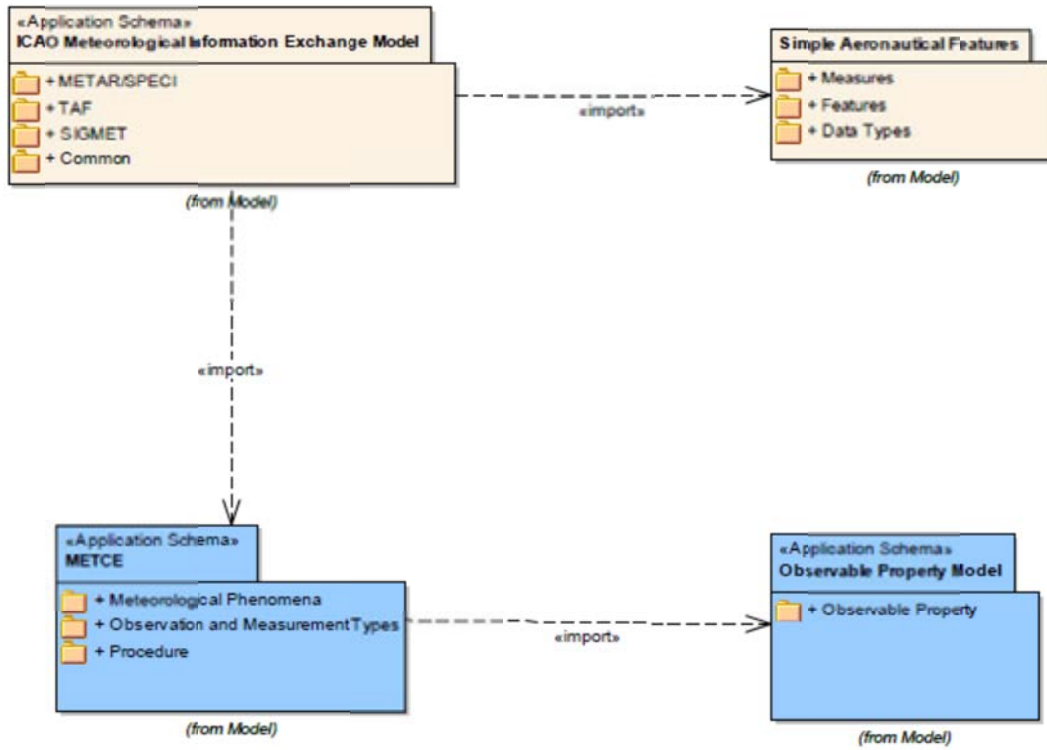 «Application Schema»
ICAO Meteorological Information Exchange Model
+ METAR/SPECI
+ TAF
+ SIGMET
+ Common
(from Model)
«import»
Simple Aeronautical Features
+ Measures
+ Features
+ Data Types
(from Model)
«import»
«Application Schema»
METCE
+ Meteorological Phenomena
+ Observation and Measurement Types
+ Procedure
(from Model)
«import»
«Application Schema»
Observable Property Model
+ Observable Property
(from Model)